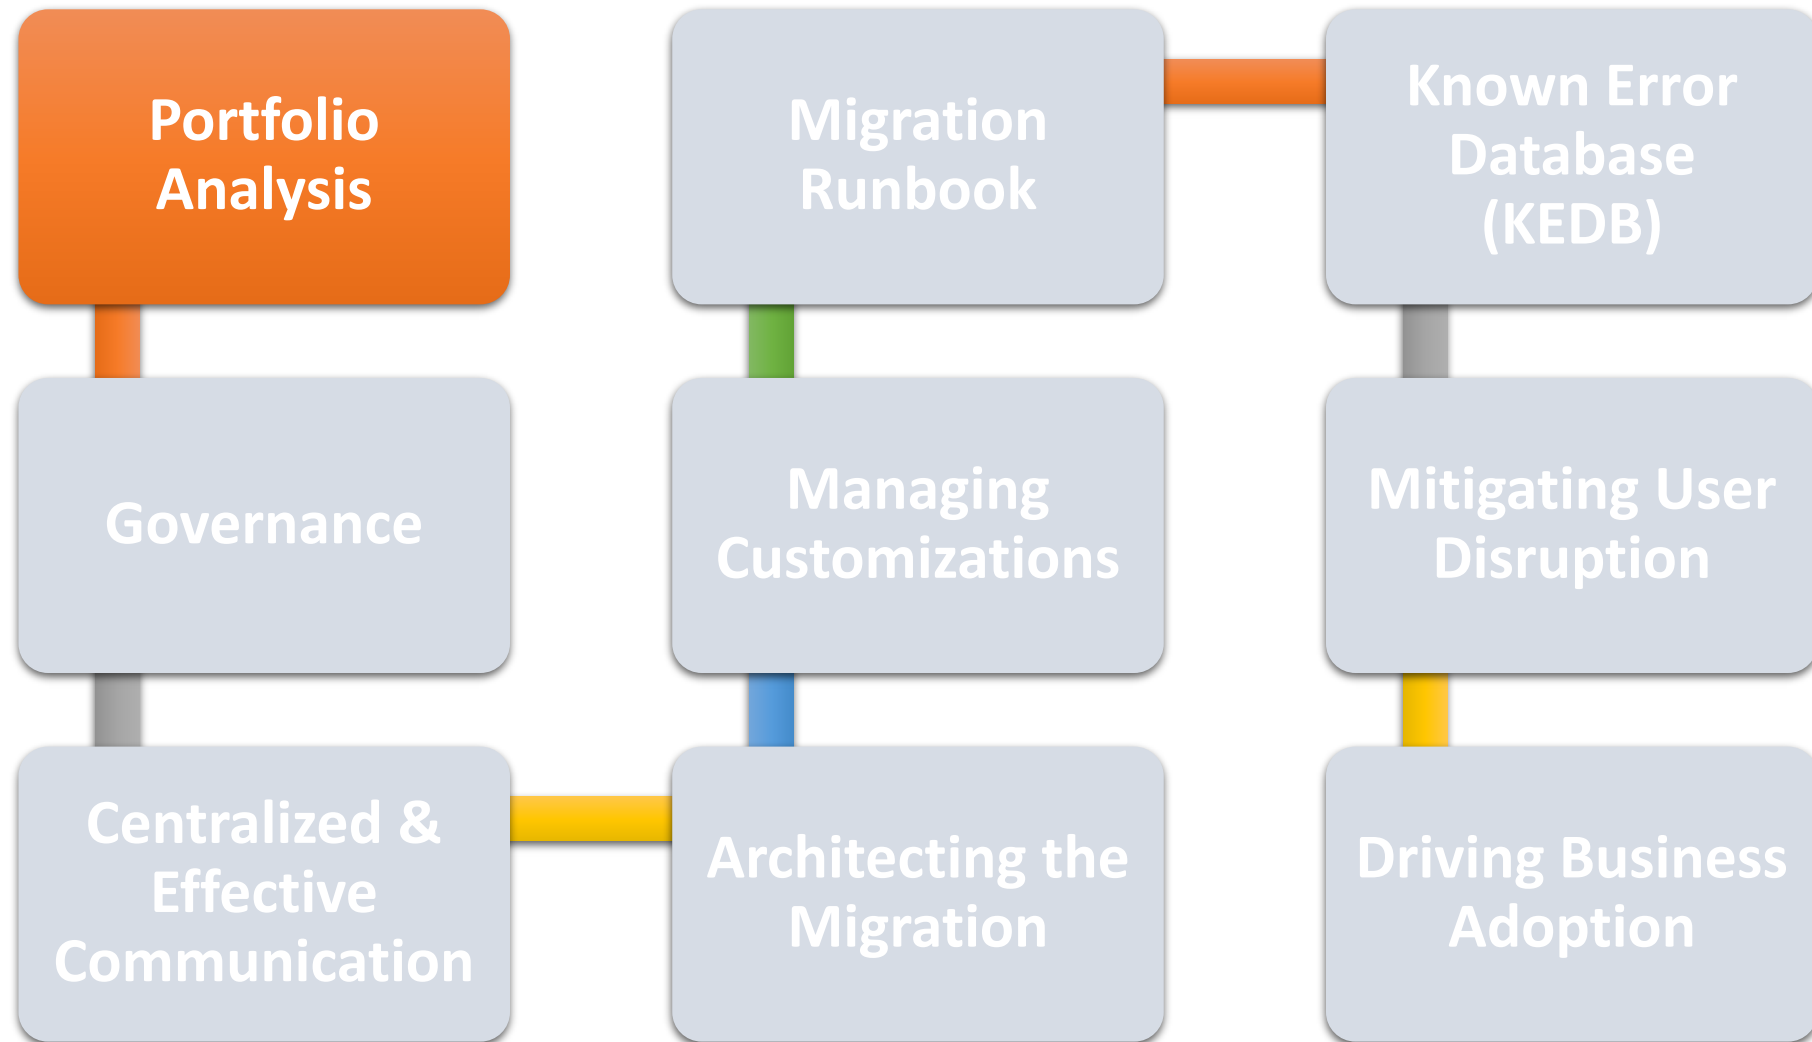 Portfolio
Analysis
Governance
Centralized &
Effective
Communication
Architecting the
Migration
Managing
Customizations
Migration
Runbook
Known Error
Database
(KEDB)
Mitigating User
Disruption
Driving Business
Adoption